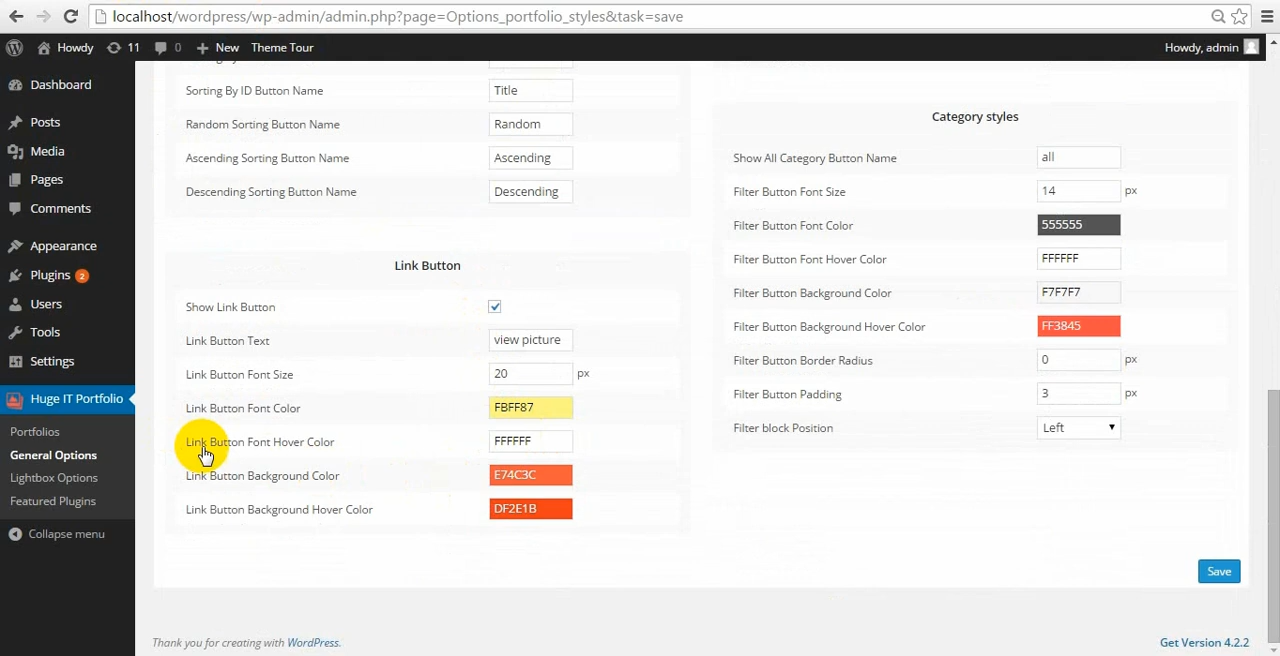 localhost/wordpress/wp-admin/admin.php?page=Options_portfolio_styles&task=save
Howdy 11 0 New Theme Tour Howdy, admin
Dashboard
Posts
Media
Pages
Comments
Appearance
Plugins 2
Users
Tools
Settings
Huge IT Portfolio
Portfolios
General Options
Lightbox Options
Featured Plugins
Collapse menu
Sorting By ID Button Name Title
Random Sorting Button Name Random
Ascending Sorting Button Name Ascending
Descending Sorting Button Name Descending
Link Button
Show Link Button
Link Button Text view picture
Link Button Font Size 20 px
Link Button Font Color FBFF87
Link Button Font Hover Color FFFFFF
Link Button Background Color E74C3C
Link Button Background Hover Color DF2E1B
Category styles
Show All Category Button Name all
Filter Button Font Size 14 px
Filter Button Font Color 555555
Filter Button Font Hover Color FFFFFF
Filter Button Background Color F7F7F7
Filter Button Background Hover Color FF3845
Filter Button Border Radius 0 px
Filter Button Padding 3 px
Filter block Position Left
Save
Thank you for creating with WordPress.
Get Version 4.2.2